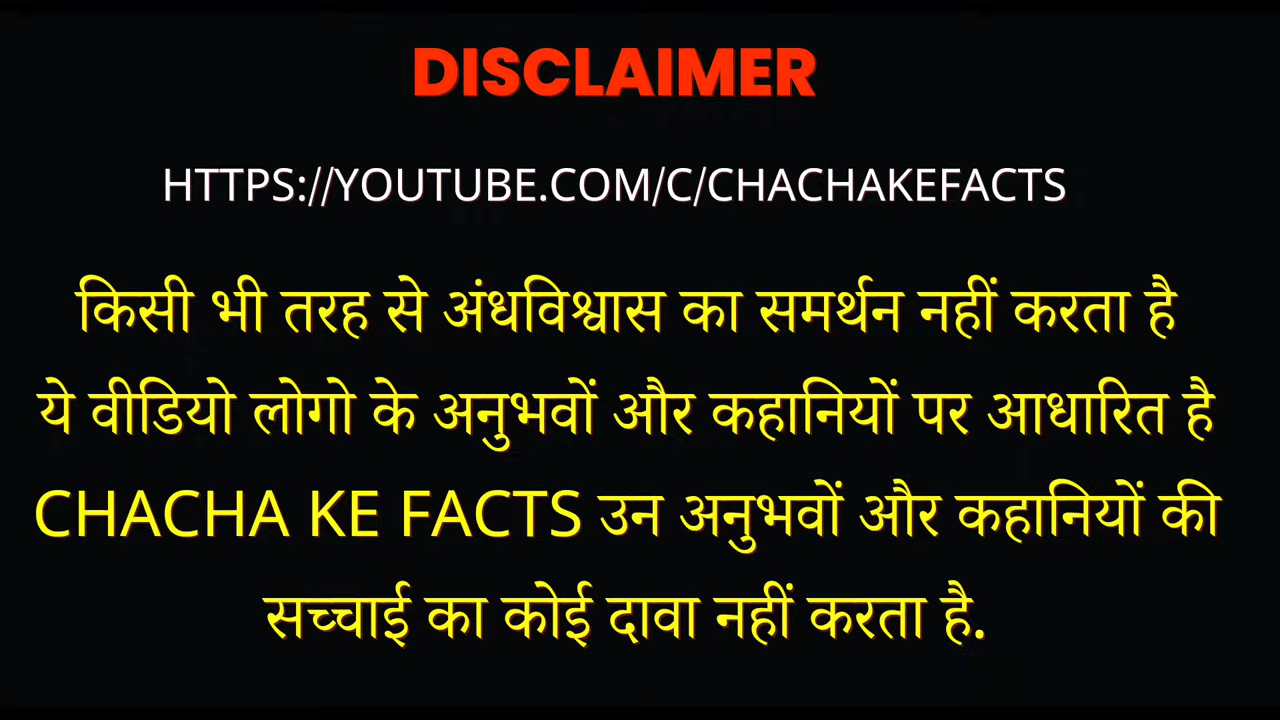 DISCLAIMER
HTTPS://YOUTUBE.COM/C/CHACHAKEFACTS
किसी भी तरह से अंधविश्वास का समर्थन नहीं करता है
ये वीडियो लोगो के अनुभवों और कहानियों पर आधारित है
CHACHA KE FACTS उन अनुभवों और कहानियों की
सच्चाई का कोई दावा नहीं करता है.